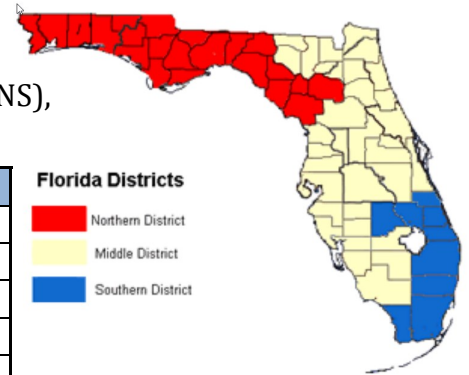 NS),
Florida Districts
Northern District
Middle District
Southern District